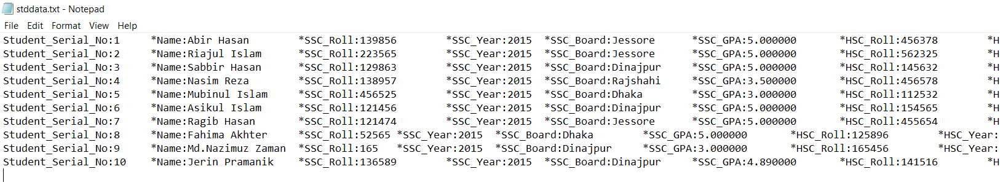 stddata.txt - Notepad
File Edit Format View Help
Student_Serial_No:1 *Name:Abir Hasan *SSC_Roll:139856 *SSC_Year:2015 *SSC_Board:Jessore *SSC_GPA:5.000000 *HSC_Roll:456378 *H
Student_Serial_No:2 *Name:Riajul Islam *SSC_Roll:223565 *SSC_Year:2015 *SSC_Board:Jessore *SSC_GPA:5.000000 *HSC_Roll:562325 *H
Student_Serial_No:3 *Name:Sabbir Hasan *SSC_Roll:129863 *SSC_Year:2015 *SSC_Board:Dinajpur *SSC_GPA:5.000000 *HSC_Roll:145632 *H
Student_Serial_No:4 *Name:Nasim Reza *SSC_Roll:138957 *SSC_Year:2015 *SSC_Board:Rajshahi *SSC_GPA:3.500000 *HSC_Roll:456578 *H
Student_Serial_No:5 *Name:Mubinul Islam *SSC_Roll:456525 *SSC_Year:2015 *SSC_Board:Dhaka *SSC_GPA:3.000000 *HSC_Roll:112532 *H
Student_Serial_No:6 *Name:Asikul Islam *SSC_Roll:121456 *SSC_Year:2015 *SSC_Board:Dinajpur *SSC_GPA:5.000000 *HSC_Roll:154565 *H
Student_Serial_No:7 *Name:Ragib Hasan *SSC_Roll:121474 *SSC_Year:2015 *SSC_Board:Jessore *SSC_GPA:5.000000 *HSC_Roll:455654 *H
Student_Serial_No:8 *Name:Fahima Akhter *SSC_Roll:52565 *SSC_Year:2015 *SSC_Board:Dhaka *SSC_GPA:5.000000 *HSC_Roll:125896 *HSC_Year:
Student_Serial_No:9 *Name:Md.Nazimuz Zaman *SSC_Roll:165 *SSC_Year:2015 *SSC_Board:Dinajpur *SSC_GPA:3.000000 *HSC_Roll:165456 *HSC_Year:
Student_Serial_No:10 *Name:Jerin Pramanik *SSC_Roll:136589 *SSC_Year:2015 *SSC_Board:Dinajpur *SSC_GPA:4.890000 *HSC_Roll:141516 *H